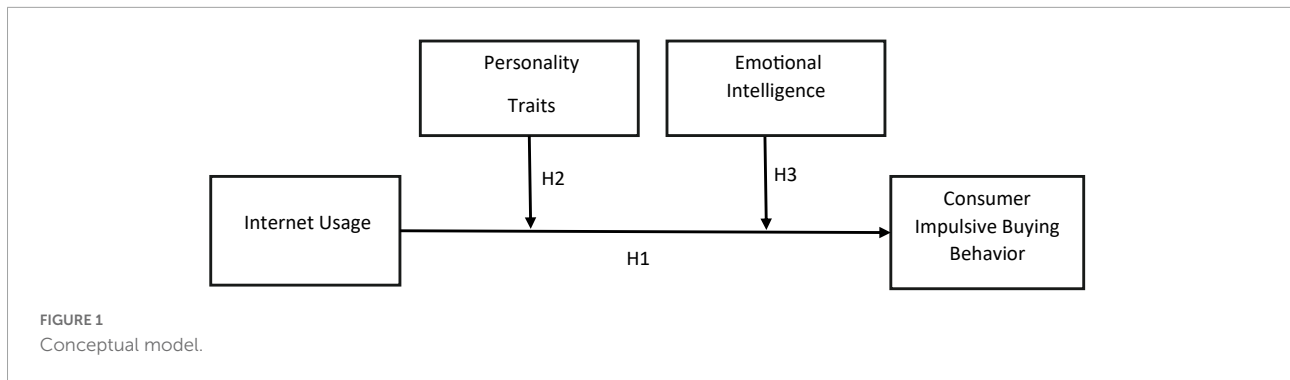 Personality
Traits
Emotional
Intelligence
H2
H3
Internet Usage
Consumer
Impulsive Buying
Behavior
H1
FIGURE 1
Conceptual model.